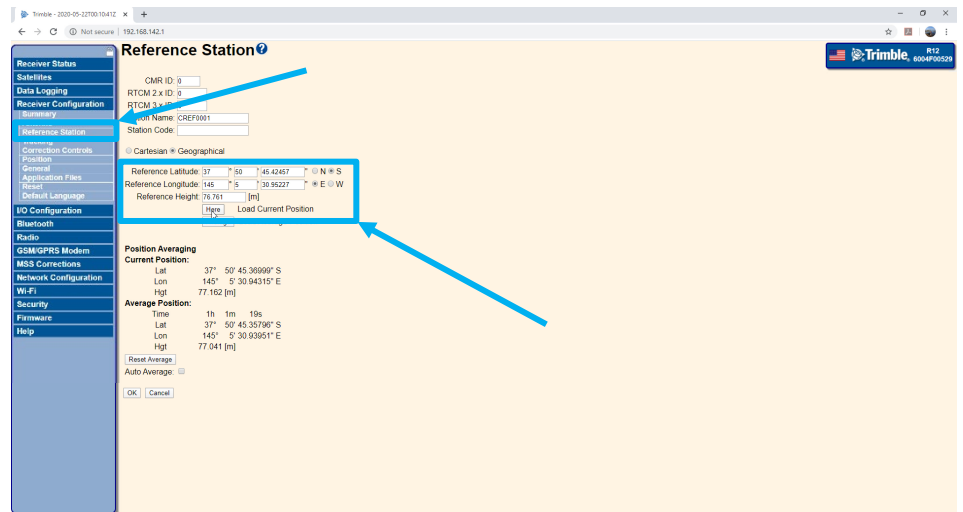 Trimble - 2020-05-22T00:10:41Z
Not secure | 192.168.142.1
Reference Station?
Trimble. R12
6004F00529
Receiver Status
Satellites
Data Logging
Receiver Configuration
Summary
Reference Station
Tracking
Correction Controls
Position
General
Application Files
Reset
Default Language
I/O Configuration
Bluetooth
Radio
GSM/GPRS Modem
MSS Corrections
Network Configuration
Wi-Fi
Security
Firmware
Help
CMR ID: 0
RTCM 2.x ID: 0
RTCM 3.x ID:
Name: CREF0001
Station Code:
Cartesian Geographical
Reference Latitude: 37 ° 50 ' 45.42457 " N S
Reference Longitude: 145 ° 5 ' 30.95227 " E W
Reference Height: 76.761 [m]
Here Load Current Position
Position Averaging
Current Position:
Lat 37° 50' 45.36999" S
Lon 145° 5' 30.94315" E
Hgt 77.162 [m]
Average Position:
Time 1h 1m 19s
Lat 37° 50' 45.35796" S
Lon 145° 5' 30.93951" E
Hgt 77.041 [m]
Reset Average
Auto Average:
OK Cancel